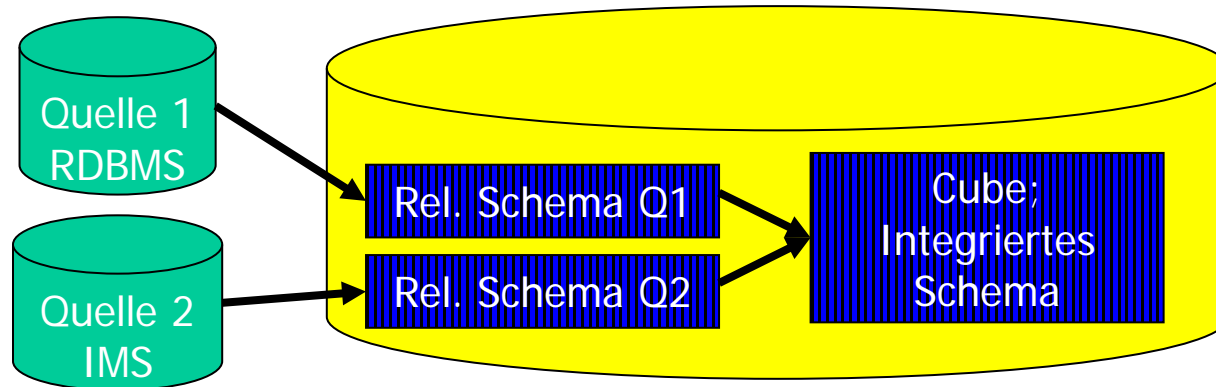 Quelle 1
RDBMS
Quelle 2
IMS
Rel. Schema Q1
Rel. Schema Q2
Cube;
Integriertes
Schema